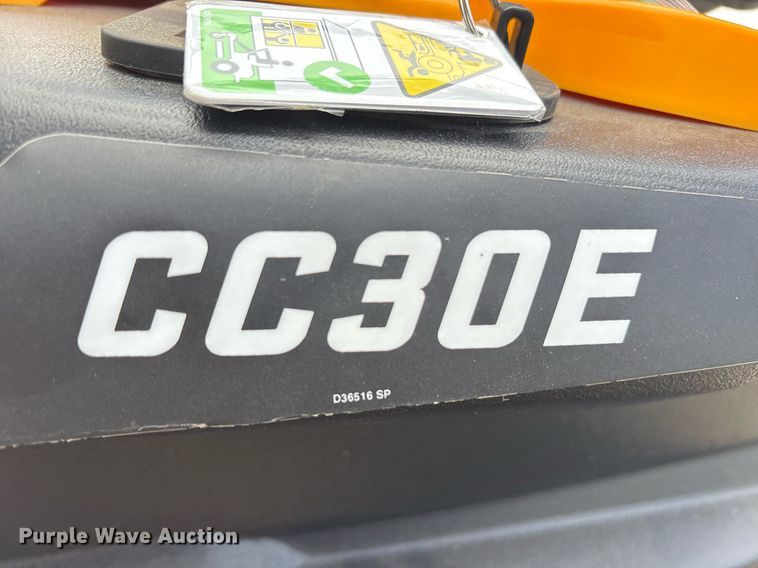 CC30E
D36516 SP
Purple Wave Auction